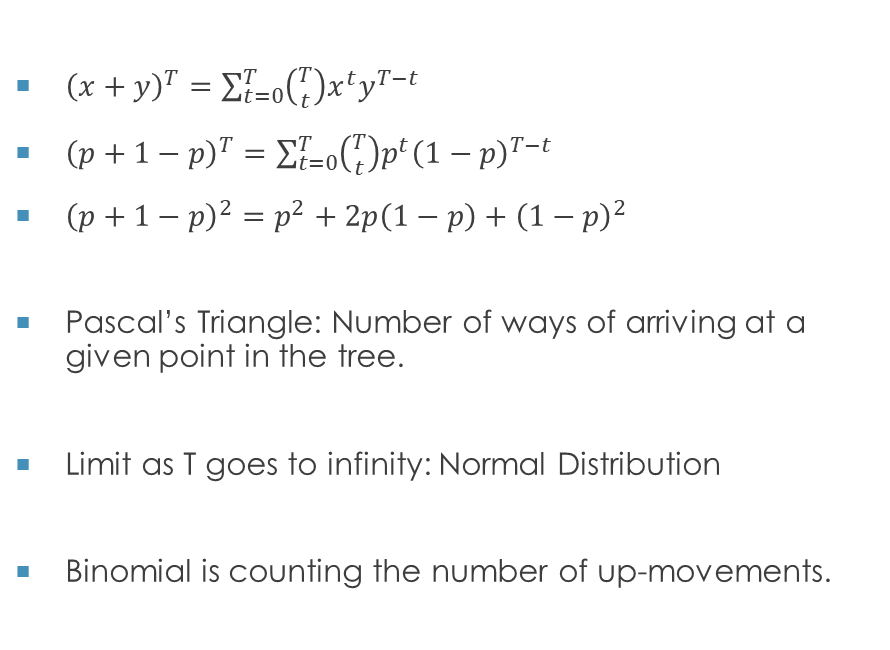 ▪ (𝑥 + 𝑦)^𝑇 = ∑_{𝑡=0}^{𝑇} \binom{𝑇}{𝑡} 𝑥^𝑡 𝑦^{𝑇−𝑡}
▪ (𝑝 + 1 − 𝑝)^𝑇 = ∑_{𝑡=0}^{𝑇} \binom{𝑇}{𝑡} 𝑝^𝑡 (1 − 𝑝)^{𝑇−𝑡}
▪ (𝑝 + 1 − 𝑝)^2 = 𝑝^2 + 2𝑝(1 − 𝑝) + (1 − 𝑝)^2
▪ Pascal’s Triangle: Number of ways of arriving at a
given point in the tree.
▪ Limit as T goes to infinity: Normal Distribution
▪ Binomial is counting the number of up-movements.